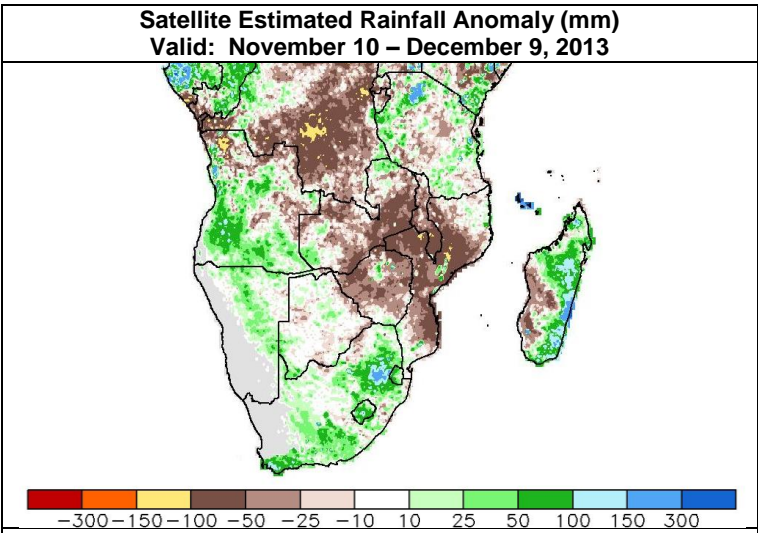 Satellite Estimated Rainfall Anomaly (mm)
Valid: November 10 – December 9, 2013
−300 −150 −100 −50 −25 −10 10 25 50 100 150 300